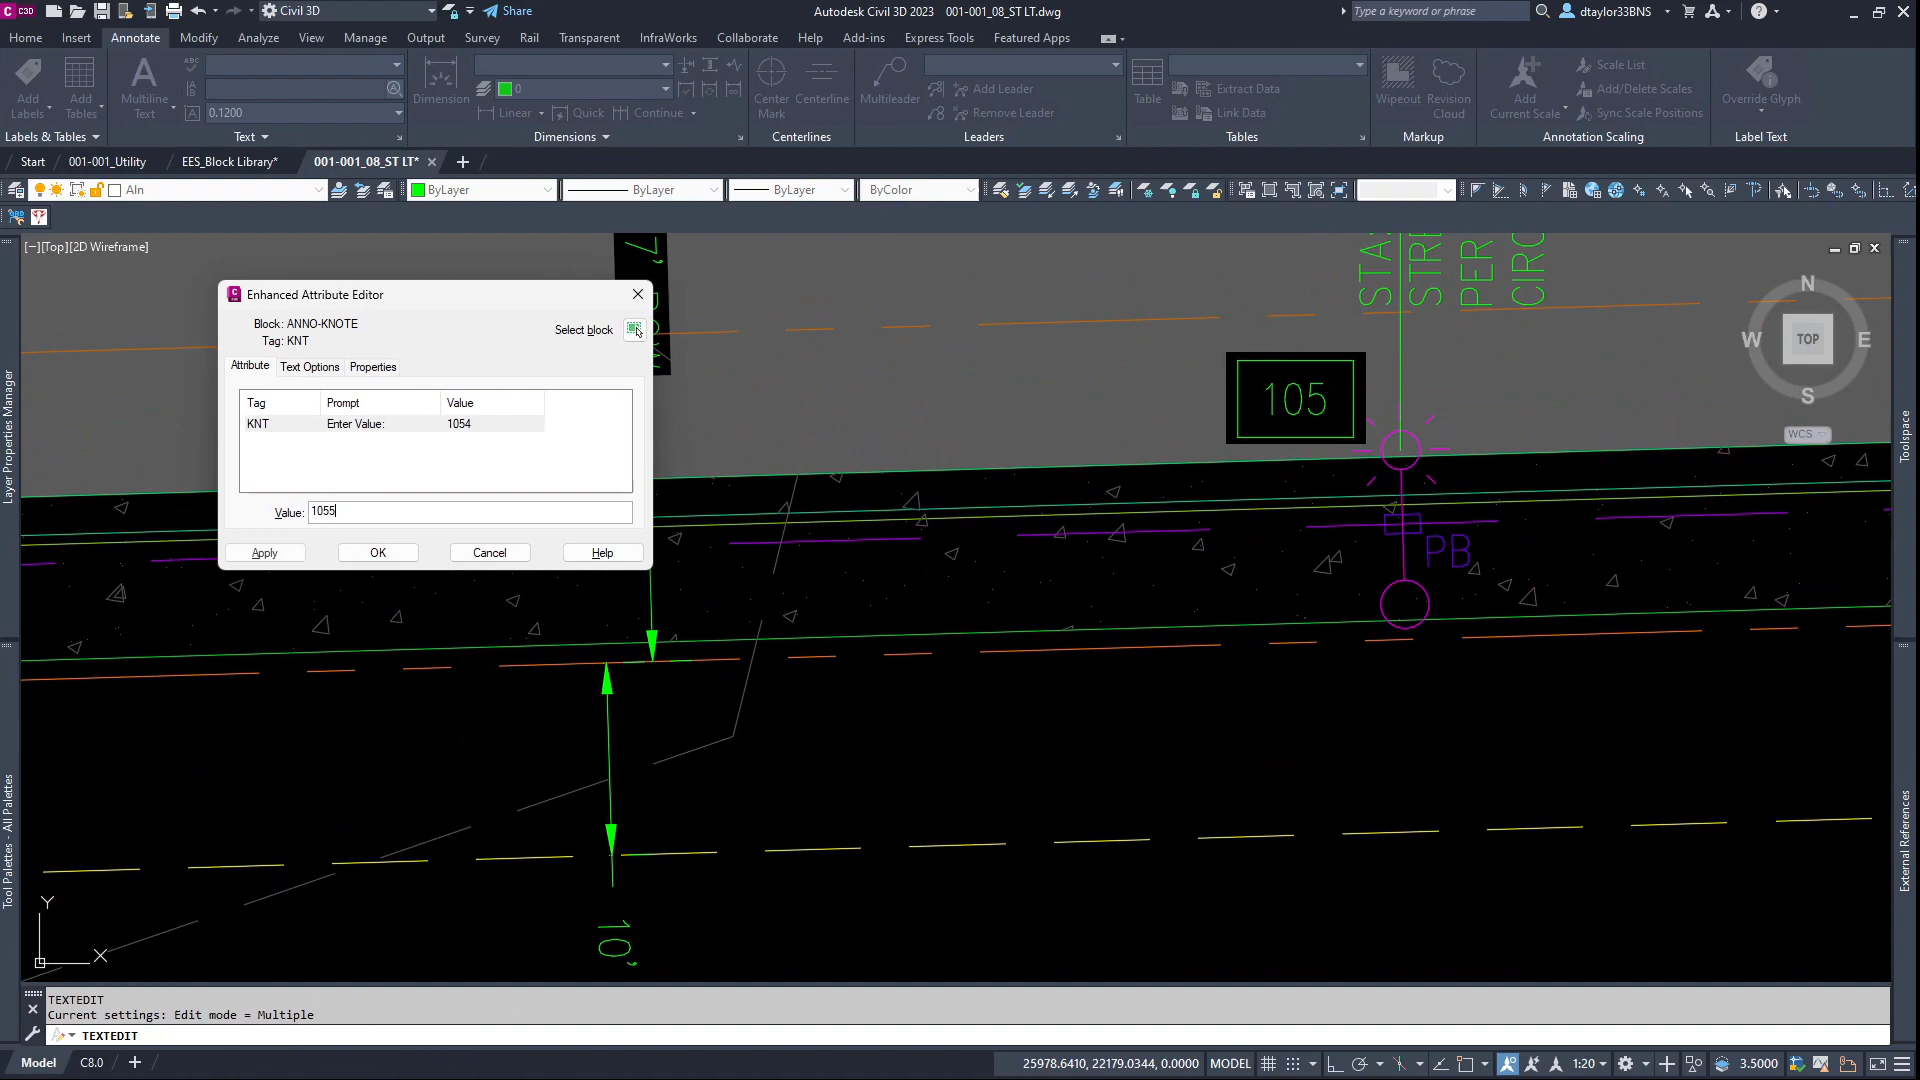 C3D Civil 3D Share Autodesk Civil 3D 2023 001-001_08_ST LT.dwg Type a keyword or phrase dtaylor33BNS
Home Insert Annotate Modify Analyze View Manage Output Survey Rail Transparent InfraWorks Collaborate Help Add-ins Express Tools Featured Apps
Add Labels
Add Tables
Multiline Text
0.1200
Dimension
0
Linear Quick Continue
Center Mark
Centerline
Multileader
Add Leader
Remove Leader
Table
Extract Data
Link Data
Wipeout
Revision Cloud
Add Current Scale
Scale List
Add/Delete Scales
Sync Scale Positions
Override Glyph
Labels & Tables Text Dimensions Centerlines Leaders Tables Markup Annotation Scaling Label Text
Start 001-001_Utility EES_Block Library* 001-001_08_ST LT*
Aln ByLayer ByLayer ByLayer ByColor
[−][Top][2D Wireframe]
Enhanced Attribute Editor
Block: ANNO-KNOTE
Tag: KNT
Select block
Attribute Text Options Properties
Tag Prompt Value
KNT Enter Value: 1054
Value: 1055
Apply OK Cancel Help
STA
STRE
PER
CIRC
105
PB
10'
N
W TOP E
S
WCS
Layer Properties Manager
Tool Palettes - All Palettes
Toolspace
External References
Y
X
TEXTEDIT
Current settings: Edit mode = Multiple
TEXTEDIT
Model C8.0 25978.6410, 22179.0344, 0.0000 MODEL 1:20 3.5000